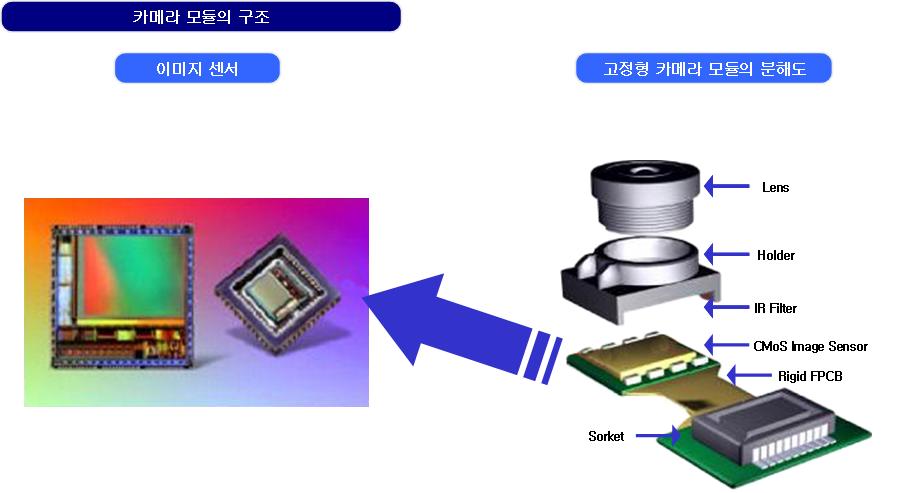 카메라 모듈의 구조
이미지 센서
고정형 카메라 모듈의 분해도
Lens
Holder
IR Filter
CMoS Image Sensor
Rigid FPCB
Sorket